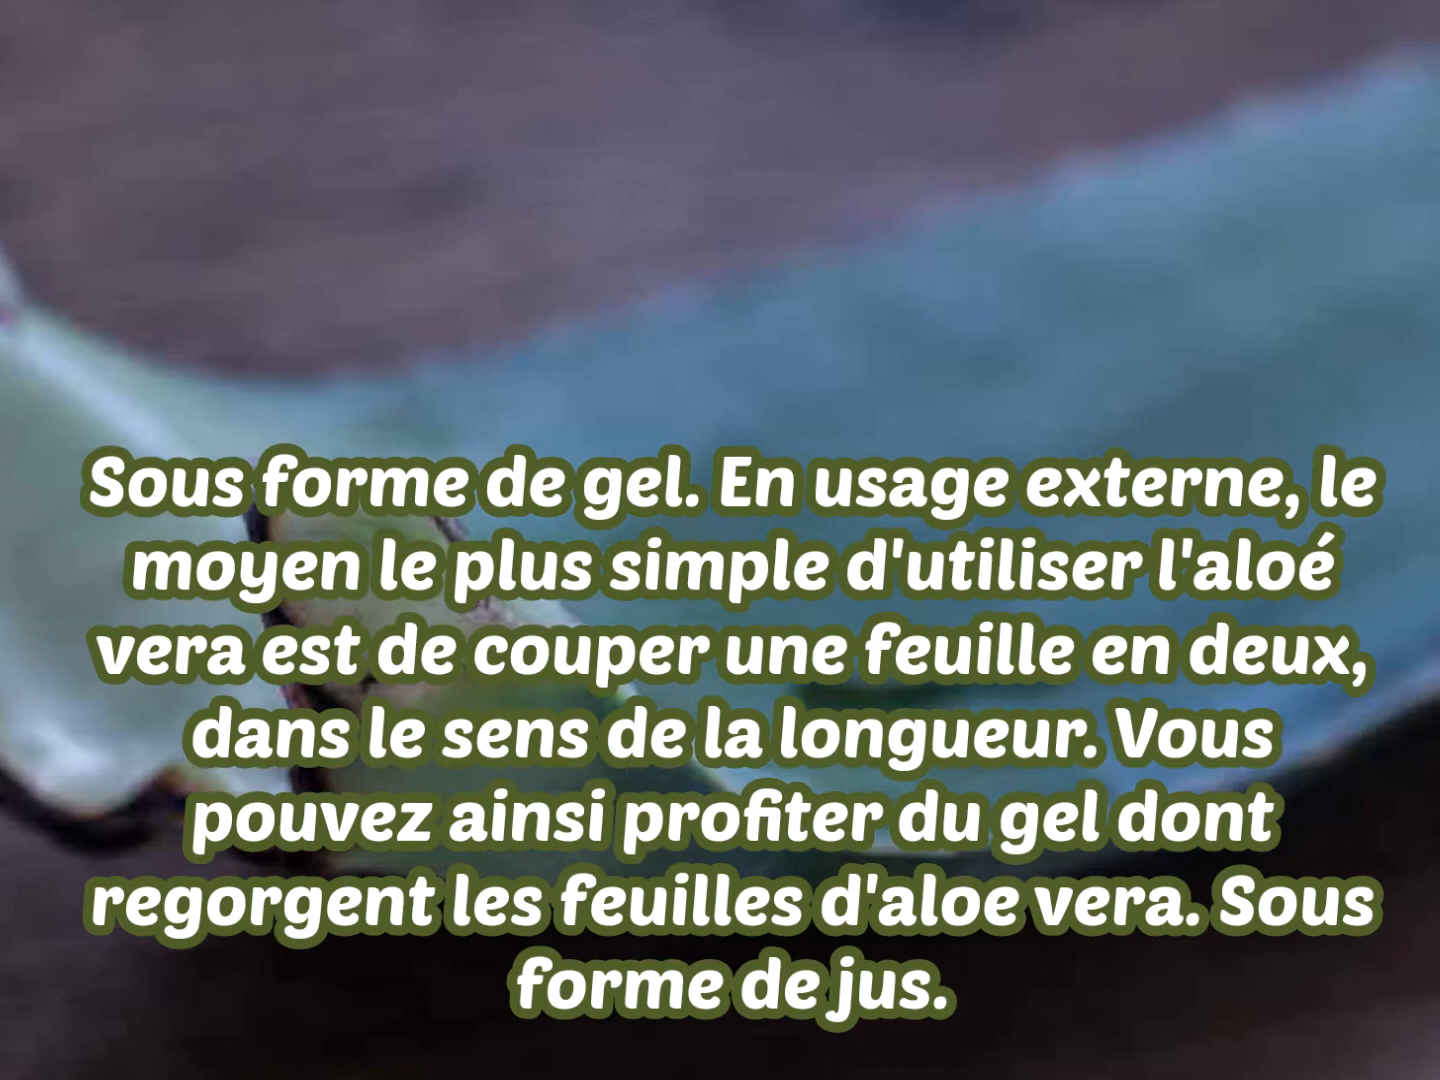 Sous forme de gel. En usage externe, le
moyen le plus simple d'utiliser l'aloé
vera est de couper une feuille en deux,
dans le sens de la longueur. Vous
pouvez ainsi profiter du gel dont
regorgent les feuilles d'aloe vera. Sous
forme de jus.